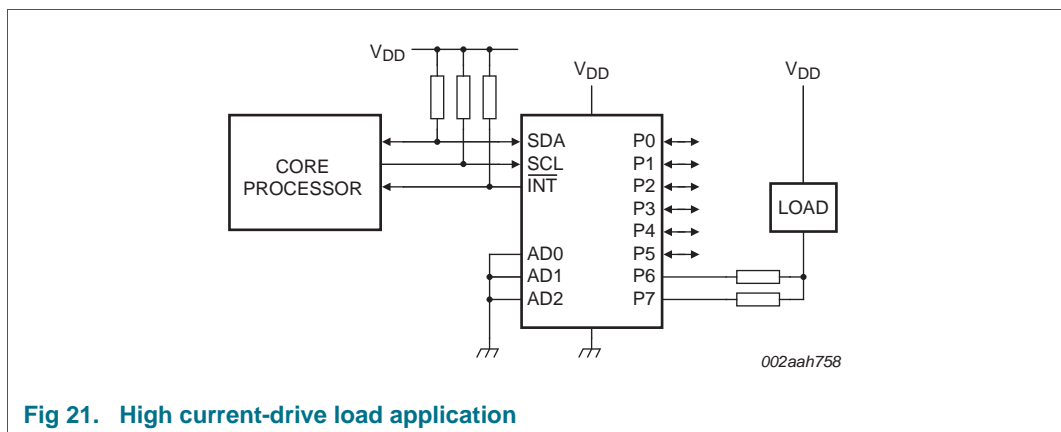 VDD
VDD
VDD
CORE
PROCESSOR
SDA
SCL
INT
AD0
AD1
AD2
P0
P1
P2
P3
P4
P5
P6
P7
LOAD
002aah758
Fig 21. High current-drive load application